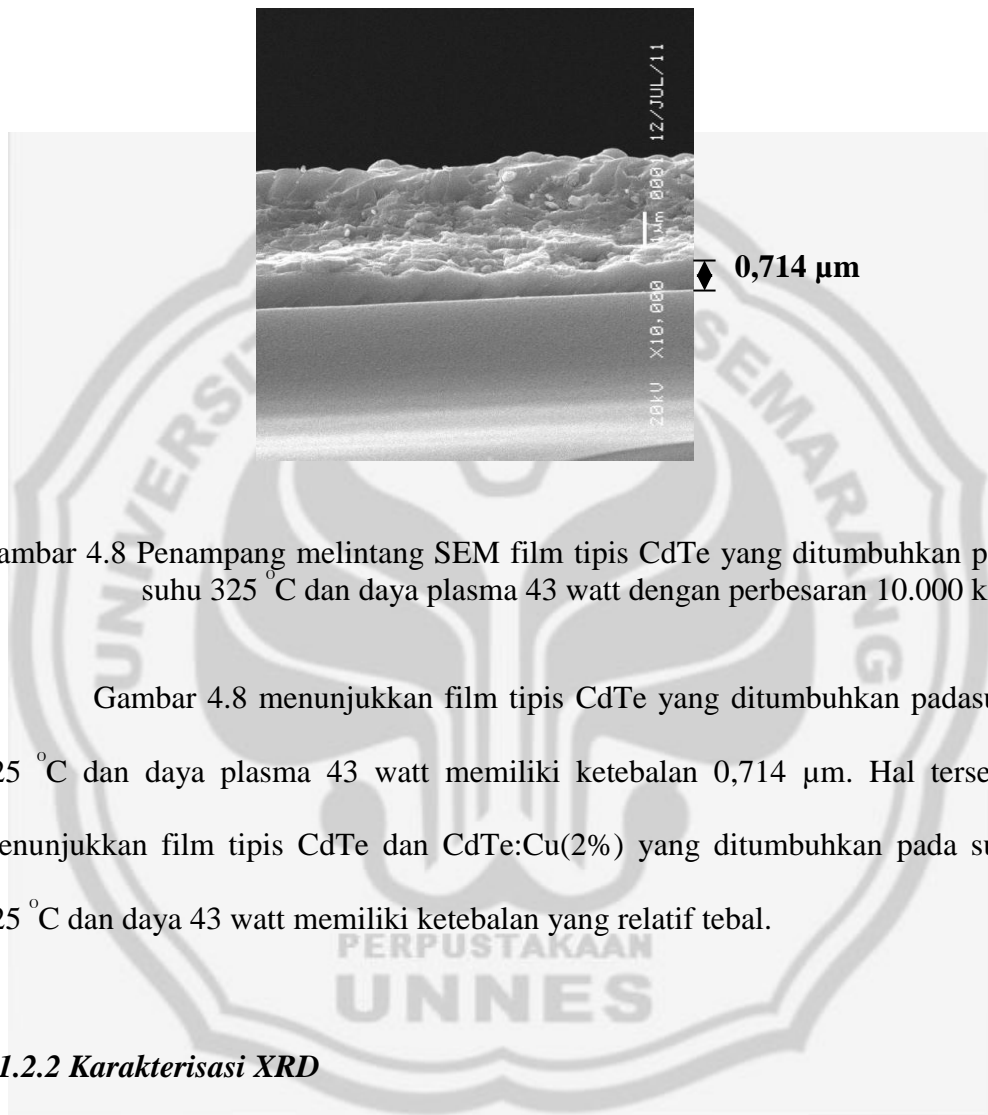 20kV X10,000 1µm 0001 12/JUL/11
0,714 µm
ambar 4.8 Penampang melintang SEM film tipis CdTe yang ditumbuhkan p
suhu 325 °C dan daya plasma 43 watt dengan perbesaran 10.000 k
Gambar 4.8 menunjukkan film tipis CdTe yang ditumbuhkan padasu
25 °C dan daya plasma 43 watt memiliki ketebalan 0,714 µm. Hal terse
enunjukkan film tipis CdTe dan CdTe:Cu(2%) yang ditumbuhkan pada su
25 °C dan daya 43 watt memiliki ketebalan yang relatif tebal.
PERPUSTAKAAN
UNNES
1.2.2 Karakterisasi XRD